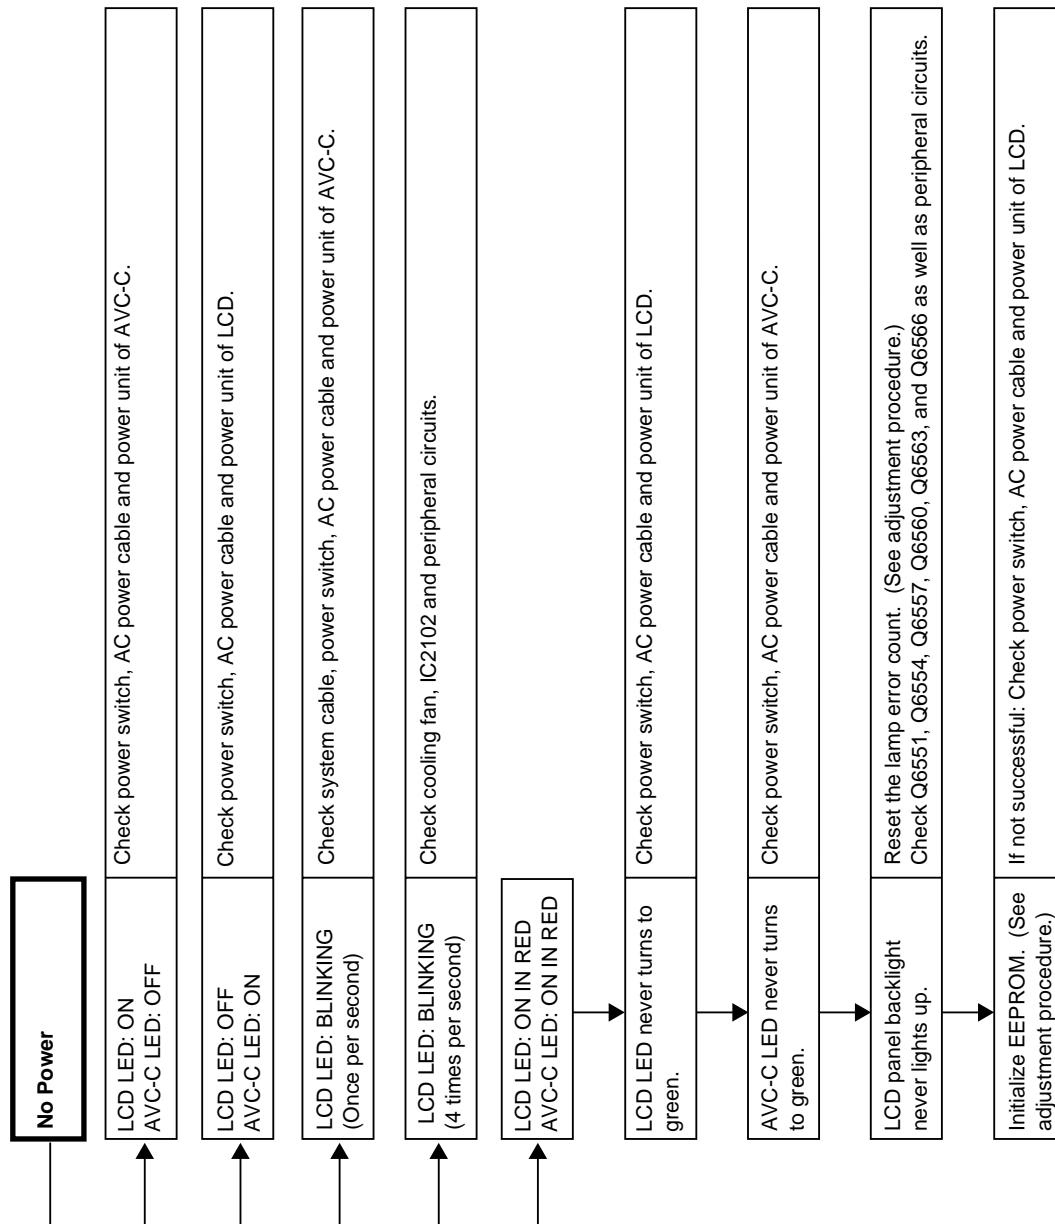 No Power
LCD LED: ON
AVC-C LED: OFF
Check power switch, AC power cable and power unit of AVC-C.
LCD LED: OFF
AVC-C LED: ON
Check power switch, AC power cable and power unit of LCD.
LCD LED: BLINKING
(Once per second)
Check system cable, power switch, AC power cable and power unit of AVC-C.
LCD LED: BLINKING
(4 times per second)
Check cooling fan, IC2102 and peripheral circuits.
LCD LED: ON IN RED
AVC-C LED: ON IN RED
LCD LED never turns to
green.
Check power switch, AC power cable and power unit of LCD.
AVC-C LED never turns
to green.
Check power switch, AC power cable and power unit of AVC-C.
LCD panel backlight
never lights up.
Reset the lamp error count. (See adjustment procedure.)
Check Q6551, Q6554, Q6557, Q6560, Q6563, and Q6566 as well as peripheral circuits.
Initialize EEPROM. (See
adjustment procedure.)
If not successful: Check power switch, AC power cable and power unit of LCD.